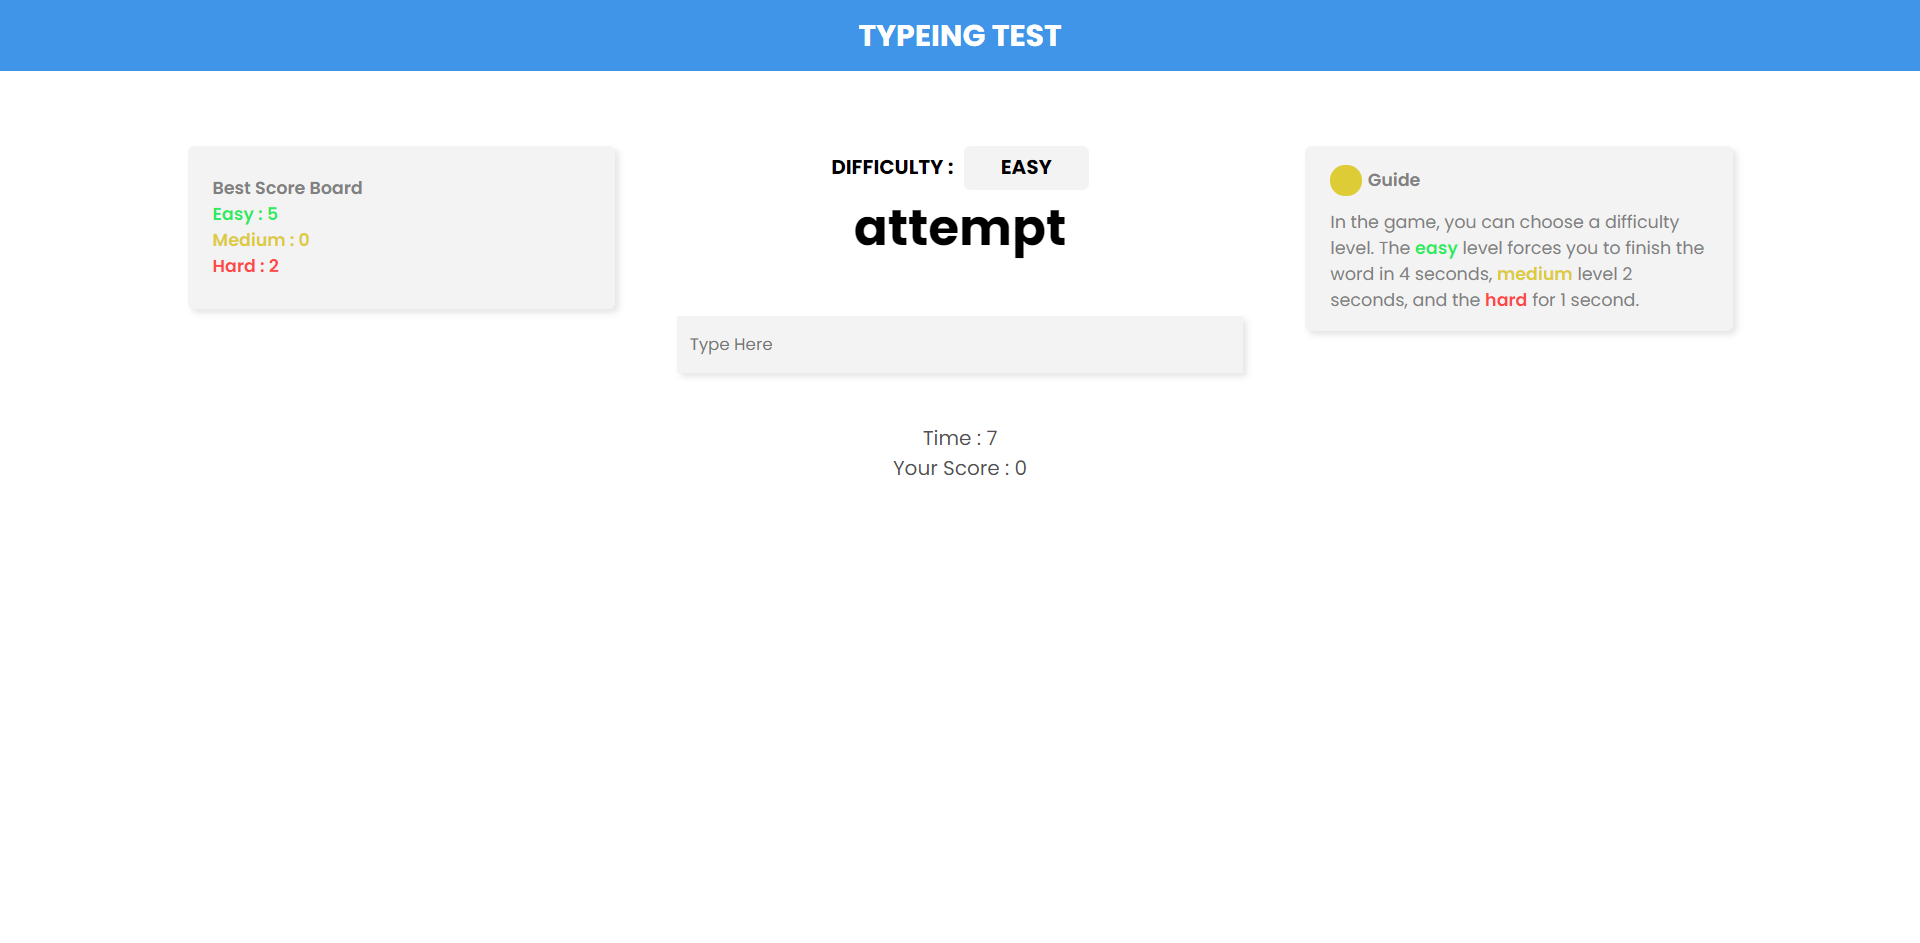 TYPEING TEST
Best Score Board
Easy : 5
Medium : 0
Hard : 2
DIFFICULTY :
EASY
attempt
Type Here
Time : 7
Your Score : 0
Guide
In the game, you can choose a difficulty
level. The easy level forces you to finish the
word in 4 seconds, medium level 2
seconds, and the hard for 1 second.